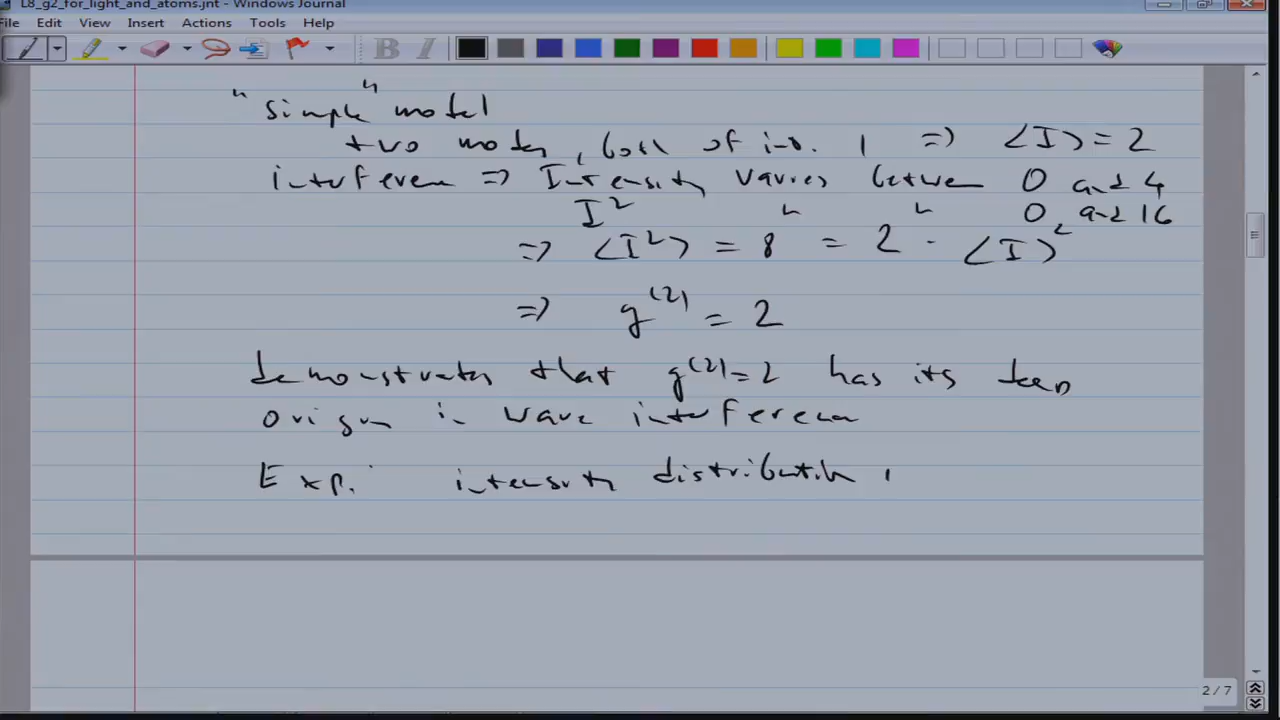 L8_g2_for_light_and_atoms.jnt - Windows Journal
File Edit View Insert Actions Tools Help
"simple" model
two modes, both of int. 1 => ⟨I⟩ = 2
interference => Intensity varies between 0 and 4
I² " " 0, and 16
=> ⟨I²⟩ = 8 = 2 · ⟨I⟩²
=> g⁽²⁾ = 2
demonstrates that g⁽²⁾=2 has its deep
origin in wave interference
Exp: intensity distribution
2 / 7